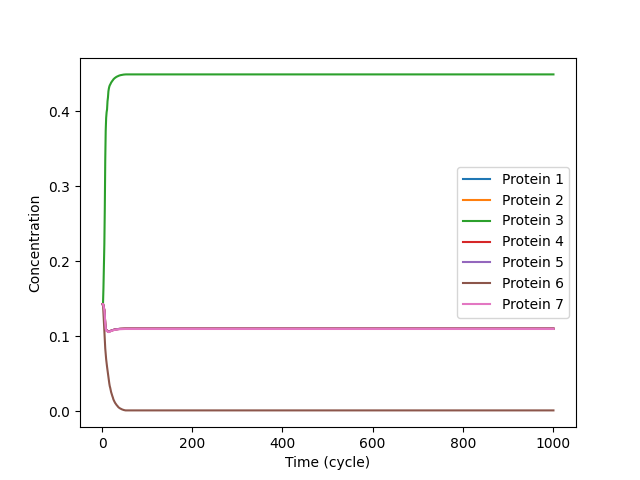 0.4
0.3
0.2
0.1
0.0
Concentration
0
200
400
600
800
1000
Time (cycle)
Protein 1
Protein 2
Protein 3
Protein 4
Protein 5
Protein 6
Protein 7